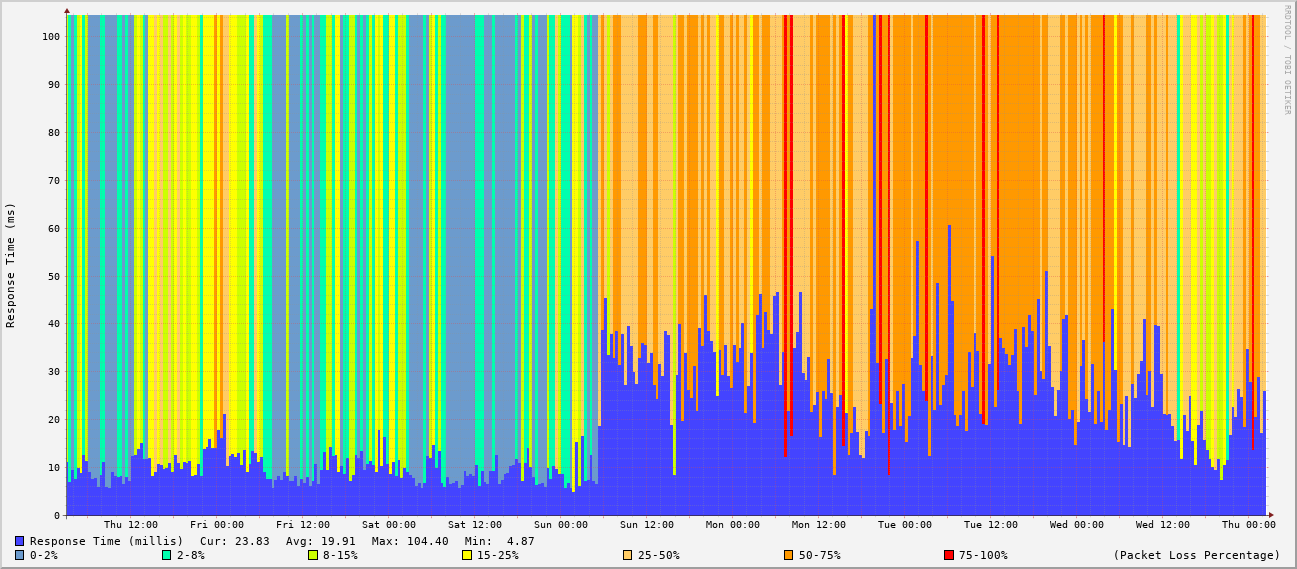 RRDTOOL / TOBI OETIKER
Response Time (ms)
100
90
80
70
60
50
40
30
20
10
0
Thu 12:00 Fri 00:00 Fri 12:00 Sat 00:00 Sat 12:00 Sun 00:00 Sun 12:00 Mon 00:00 Mon 12:00 Tue 00:00 Tue 12:00 Wed 00:00 Wed 12:00 Thu 00:00
Response Time (millis) Cur: 23.83 Avg: 19.91 Max: 104.40 Min: 4.87
0-2% 2-8% 8-15% 15-25% 25-50% 50-75% 75-100% (Packet Loss Percentage)